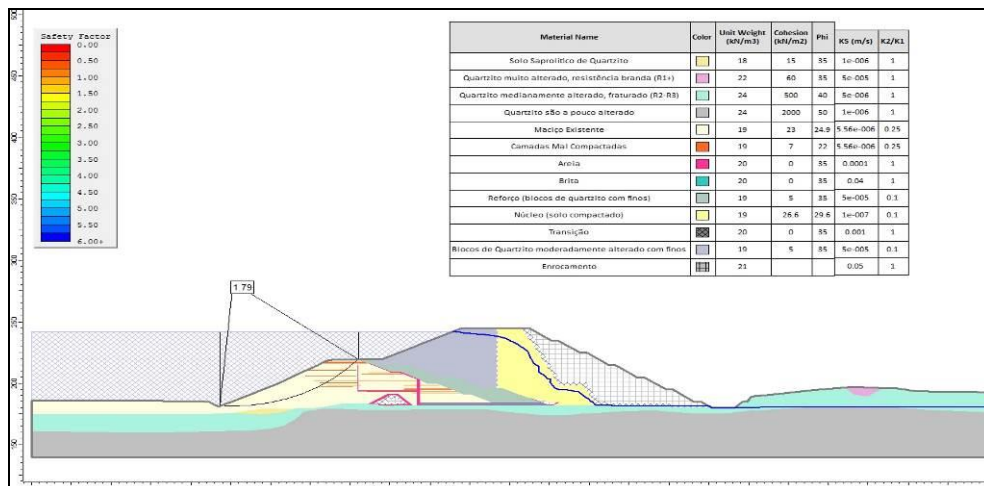 Safety Factor
0.00
0.50
1.00
1.50
2.00
2.50
3.00
3.50
4.00
4.50
5.00
5.50
6.00+
Material Name Color Unit Weight (kN/m3) Cohesion (kN/m2) Phi KS (m/s) K2/K1
Solo Saprolítico de Quartzito 18 15 35 1e-006 1
Quartzito muito alterado, resistência branda (R1+) 22 60 35 5e-005 1
Quartzito medianamente alterado, fraturado (R2-R3) 24 500 40 5e-006 1
Quartzito são a pouco alterado 24 2000 50 1e-006 1
Maciço Existente 19 23 24.9 5.56e-006 0.25
Camadas Mal Compactadas 19 7 22 5.56e-006 0.25
Areia 20 0 35 0.0001 1
Brita 20 0 35 0.04 1
Reforço (blocos de quartzito com finos) 19 5 35 5e-005 0.1
Núcleo (solo compactado) 19 26.6 29.6 1e-007 0.1
Transição 20 0 35 0.001 1
Blocos de Quartzito moderadamente alterado com finos 19 5 35 5e-005 0.1
Enrocamento 21 0.05 1
500
450
400
350
300
250
200
150
1.79